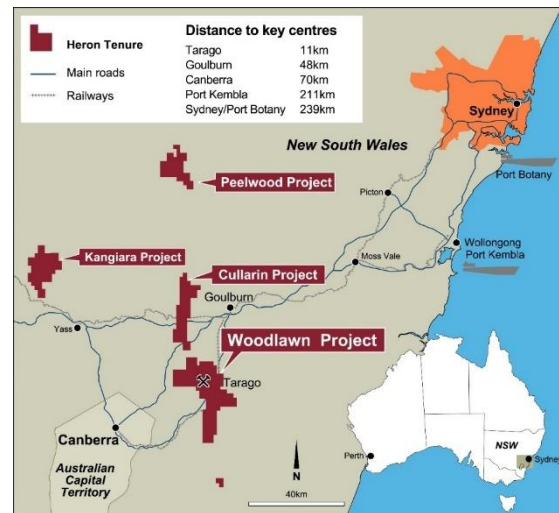 Heron Tenure
Main roads
Railways
Distance to key centres
Tarago 11km
Goulburn 48km
Canberra 70km
Port Kembla 211km
Sydney/Port Botany 239km
Sydney
New South Wales
Port Botany
Peelwood Project
Picton
Wollongong
Port Kembla
Kangiara Project
Moss Vale
Cullarin Project
Goulburn
Yass
Woodlawn Project
Tarago
Canberra
Australian
Capital
Territory
N
40km
Perth
NSW
Sydney